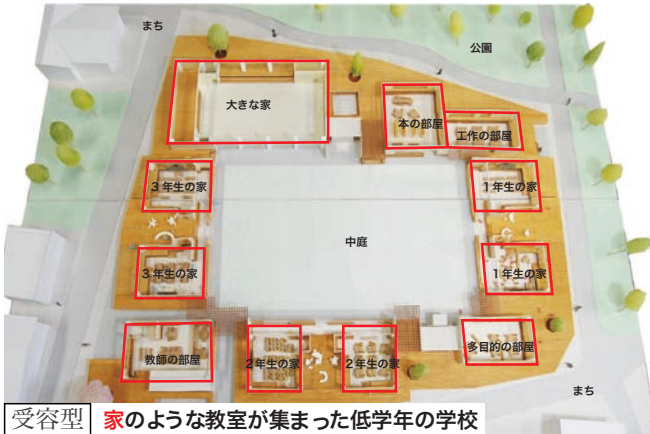 まち
公園
大きな家
本の部屋
工作の部屋
3年生の家
1年生の家
中庭
3年生の家
1年生の家
教師の部屋
2年生の家
2年生の家
多目的の部屋
まち
受容型 家のような教室が集まった低学年の学校